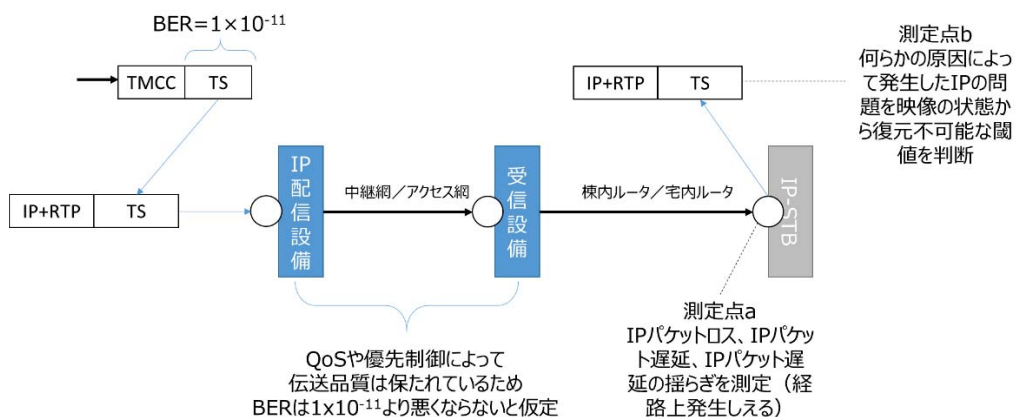 BER=1×10⁻¹¹
TMCC TS
IP+RTP TS
IP配信設備
中継網／アクセス網
受信設備
棟内ルータ／宅内ルータ
IP-STB
IP+RTP TS
測定点b
何らかの原因によっ
て発生したIPの問
題を映像の状態か
ら復元不可能な閾
値を判断
QoSや優先制御によって
伝送品質は保たれているため
BERは1x10⁻¹¹より悪くならないと仮定
測定点a
IPパケットロス、IPパケッ
ト遅延、IPパケット遅
延の揺らぎを測定（経
路上発生しえる）